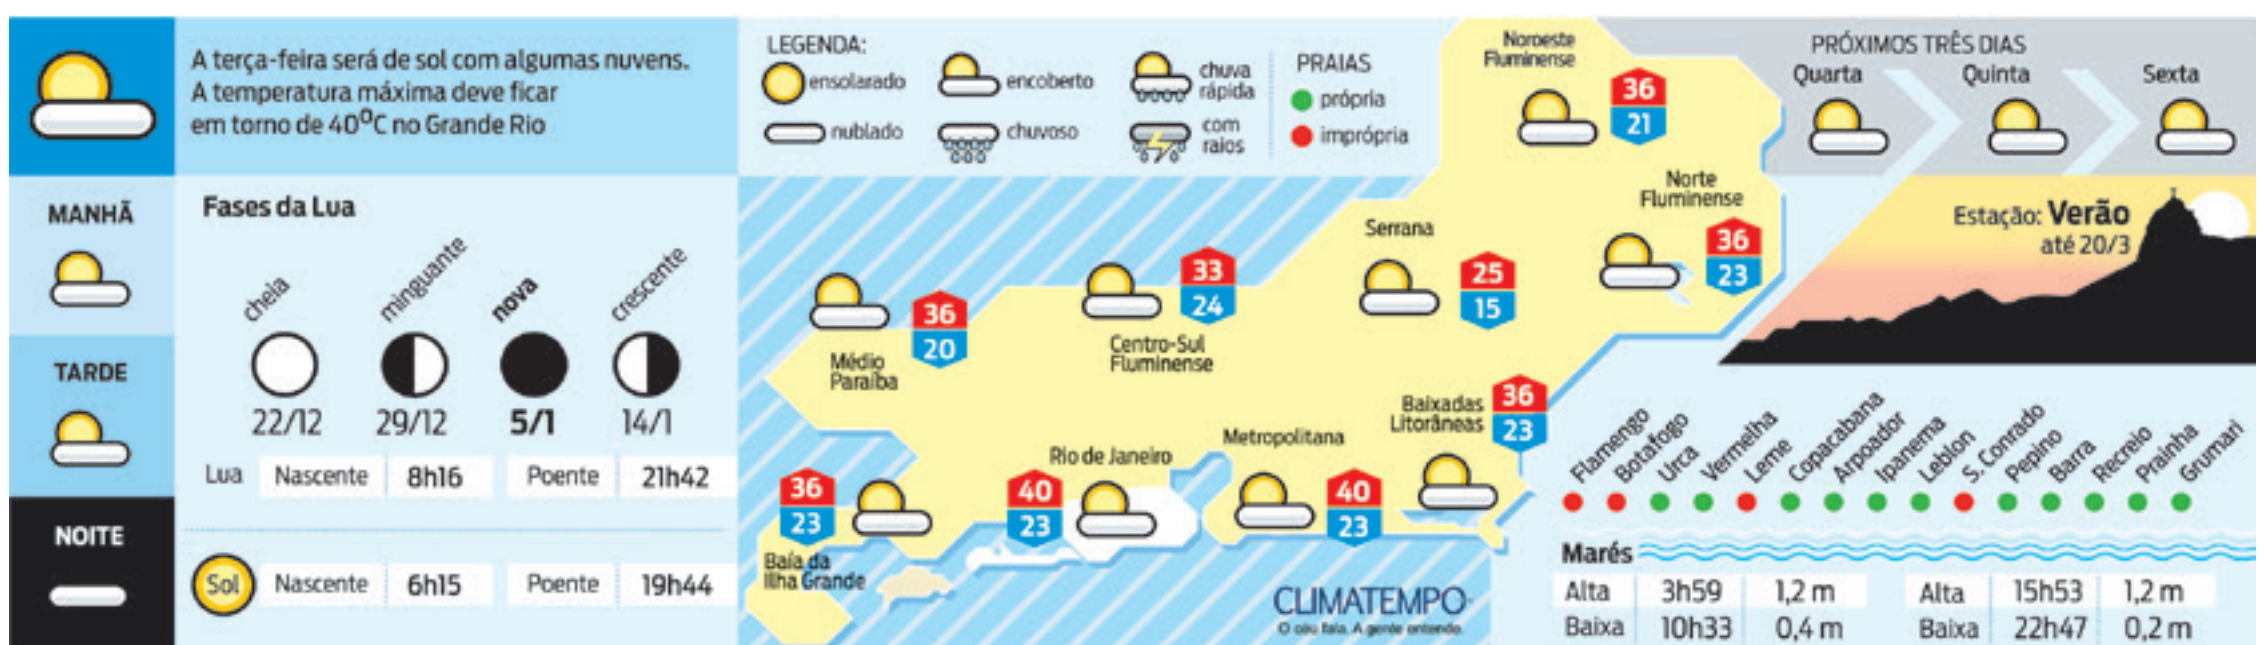 A terça-feira será de sol com algumas nuvens.
A temperatura máxima deve ficar
em torno de 40ºC no Grande Rio
MANHÃ
TARDE
NOITE
Fases da Lua
cheia
minguante
nova
crescente
22/12
29/12
5/1
14/1
Lua Nascente 8h16 Poente 21h42
Sol Nascente 6h15 Poente 19h44
LEGENDA:
ensolarado
encoberto
chuva
rápida
nublado
chuvoso
com
raios
PRAIAS
própria
imprópria
Noroeste
Fluminense
36
21
Norte
Fluminense
36
23
Serrana
25
15
33
24
Centro-Sul
Fluminense
36
20
Médio
Paraíba
Baixadas
Litorâneas
36
23
Metropolitana
40
23
Rio de Janeiro
40
23
36
23
Baía da
Ilha Grande
CLIMATEMPO
O céu fala. A gente entende.
PRÓXIMOS TRÊS DIAS
Quarta
Quinta
Sexta
Estação: Verão
até 20/3
Flamengo
Botafogo
Urca
Vermelha
Leme
Copacabana
Arpoador
Ipanema
Leblon
S. Conrado
Pepino
Barra
Recreio
Prainha
Grumari
Marés
Alta 3h59 1,2 m Alta 15h53 1,2 m
Baixa 10h33 0,4 m Baixa 22h47 0,2 m